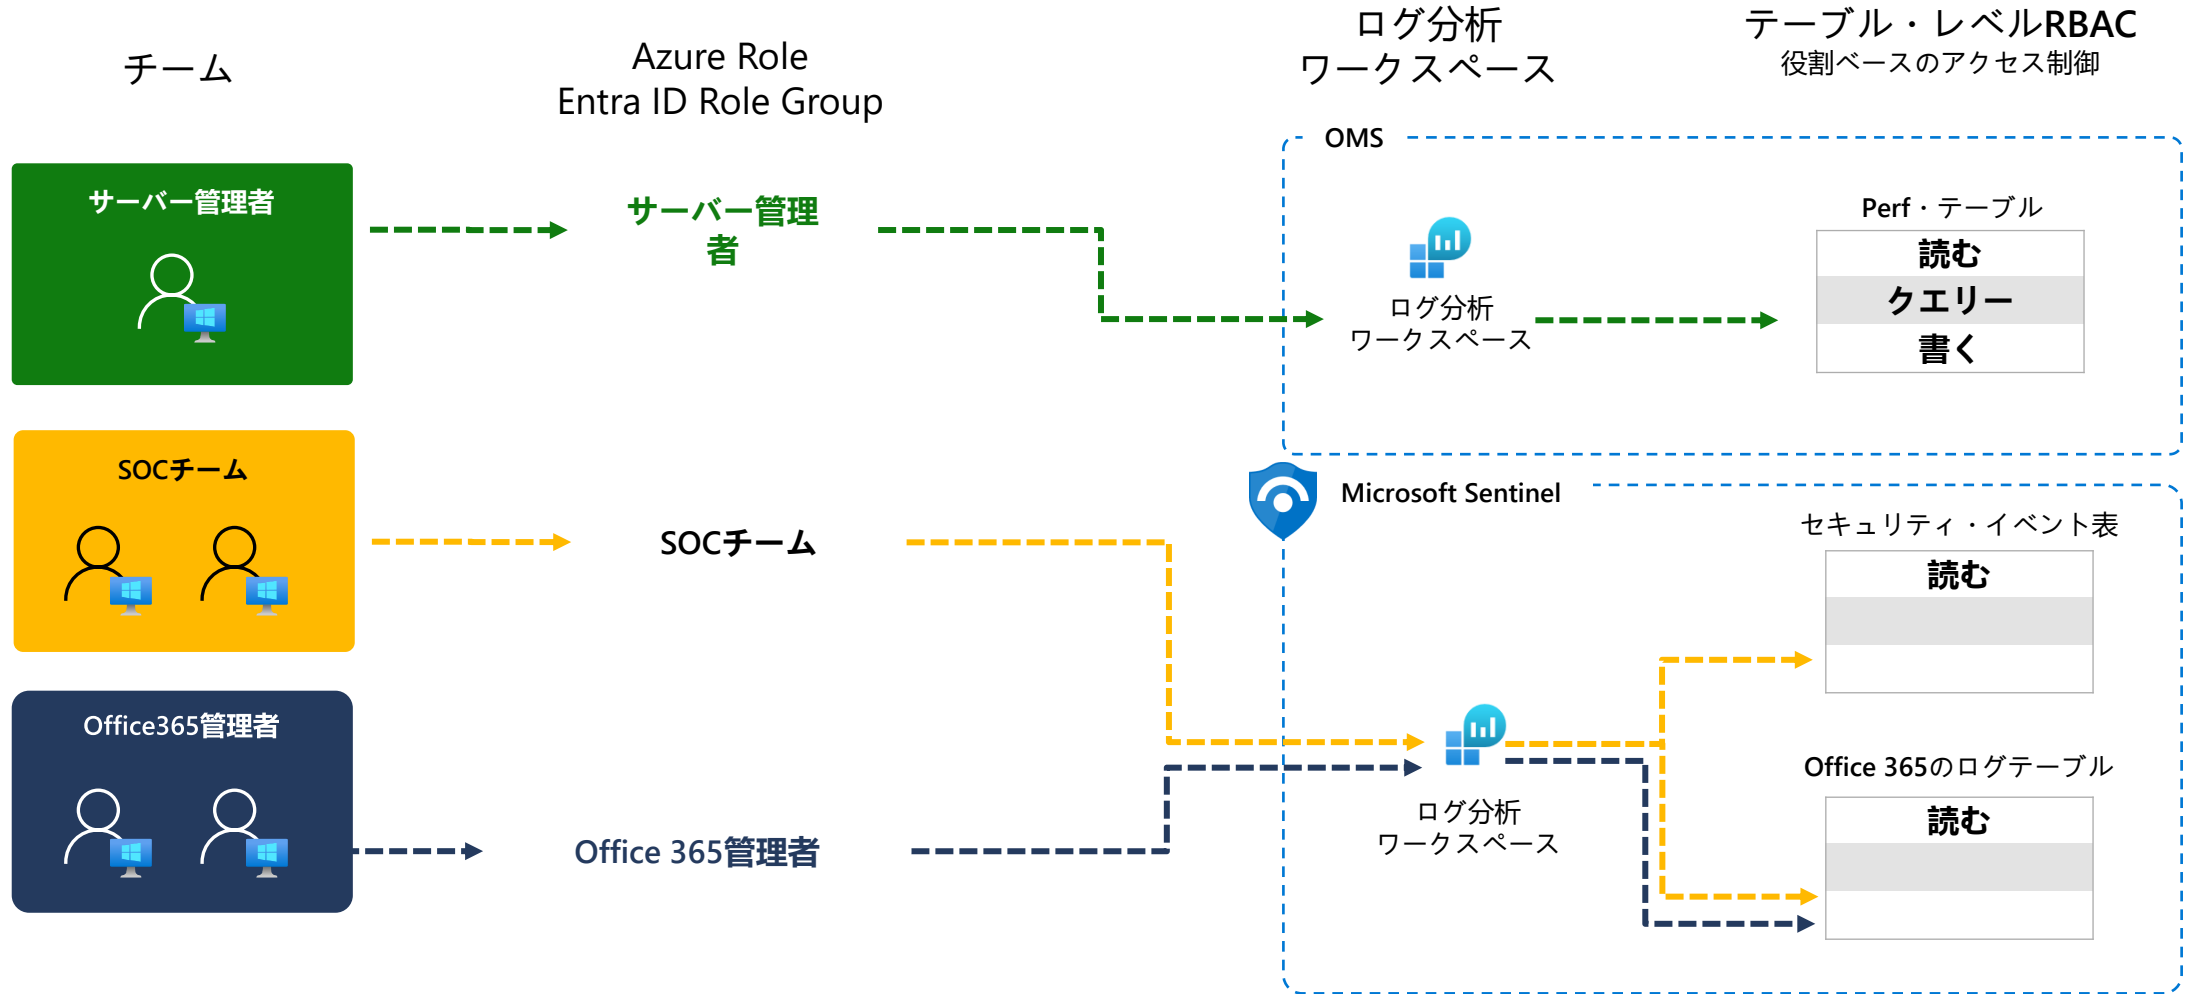 チーム
Azure Role
Entra ID Role Group
ログ分析
ワークスペース
テーブル・レベルRBAC
役割ベースのアクセス制御
サーバー管理者
サーバー管理
者
OMS
ログ分析
ワークスペース
Perf・テーブル
読む
クエリー
書く
SOCチーム
SOCチーム
Microsoft Sentinel
セキュリティ・イベント表
読む
Office365管理者
Office 365管理者
ログ分析
ワークスペース
Office 365のログテーブル
読む